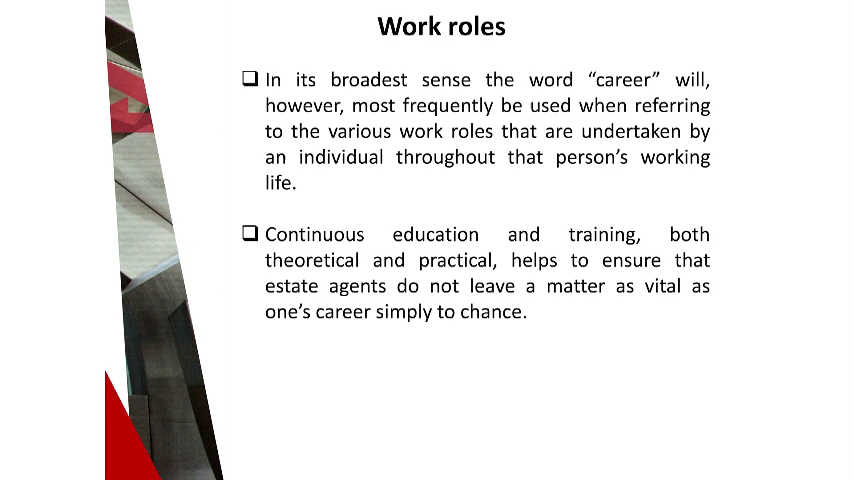 Work roles
❑ In its broadest sense the word “career” will,
however, most frequently be used when referring
to the various work roles that are undertaken by
an individual throughout that person’s working
life.
❑ Continuous education and training, both
theoretical and practical, helps to ensure that
estate agents do not leave a matter as vital as
one’s career simply to chance.